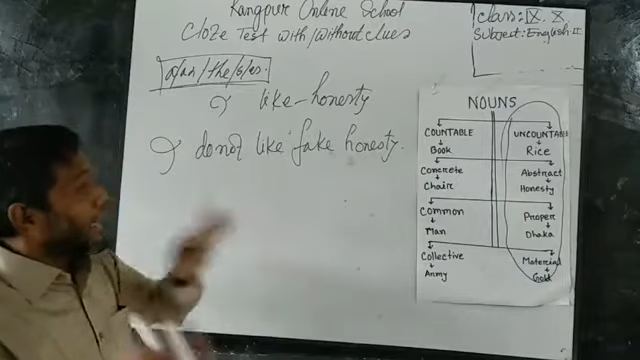 Rangpur Online School
Cloze Test with/without clues
class: IX. X,
Subject: English-II
a/an/the/s/es.
I like - honesty
I do not like fake honesty.
NOUNS
COUNTABLE UNCOUNTABLE
Book Rice
Concrete Abstract
Chair Honesty
Common Proper
Man Dhaka
Collective Material
Army Gold